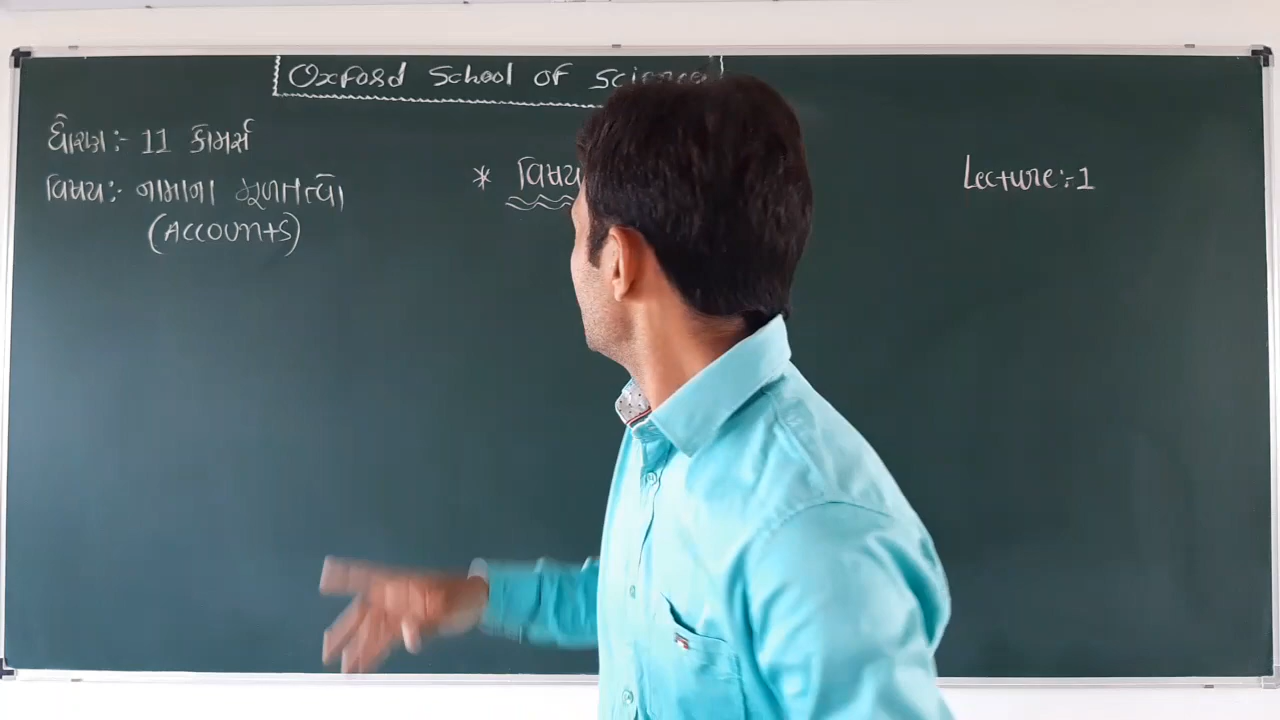 Oxford School of Science
ધોરણ:- 11 કોમર્સ
વિષય:- નામાના મૂળતત્વો
(Accounts)
* વિષય
Lecture:-1